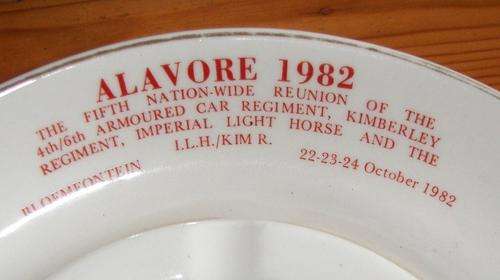 ALAVORE 1982
THE FIFTH NATION-WIDE REUNION OF THE
4th/6th ARMOURED CAR REGIMENT, KIMBERLEY
REGIMENT, IMPERIAL LIGHT HORSE AND THE
I.L.H./KIM R.
BLOEMFONTEIN 22-23-24 October 1982